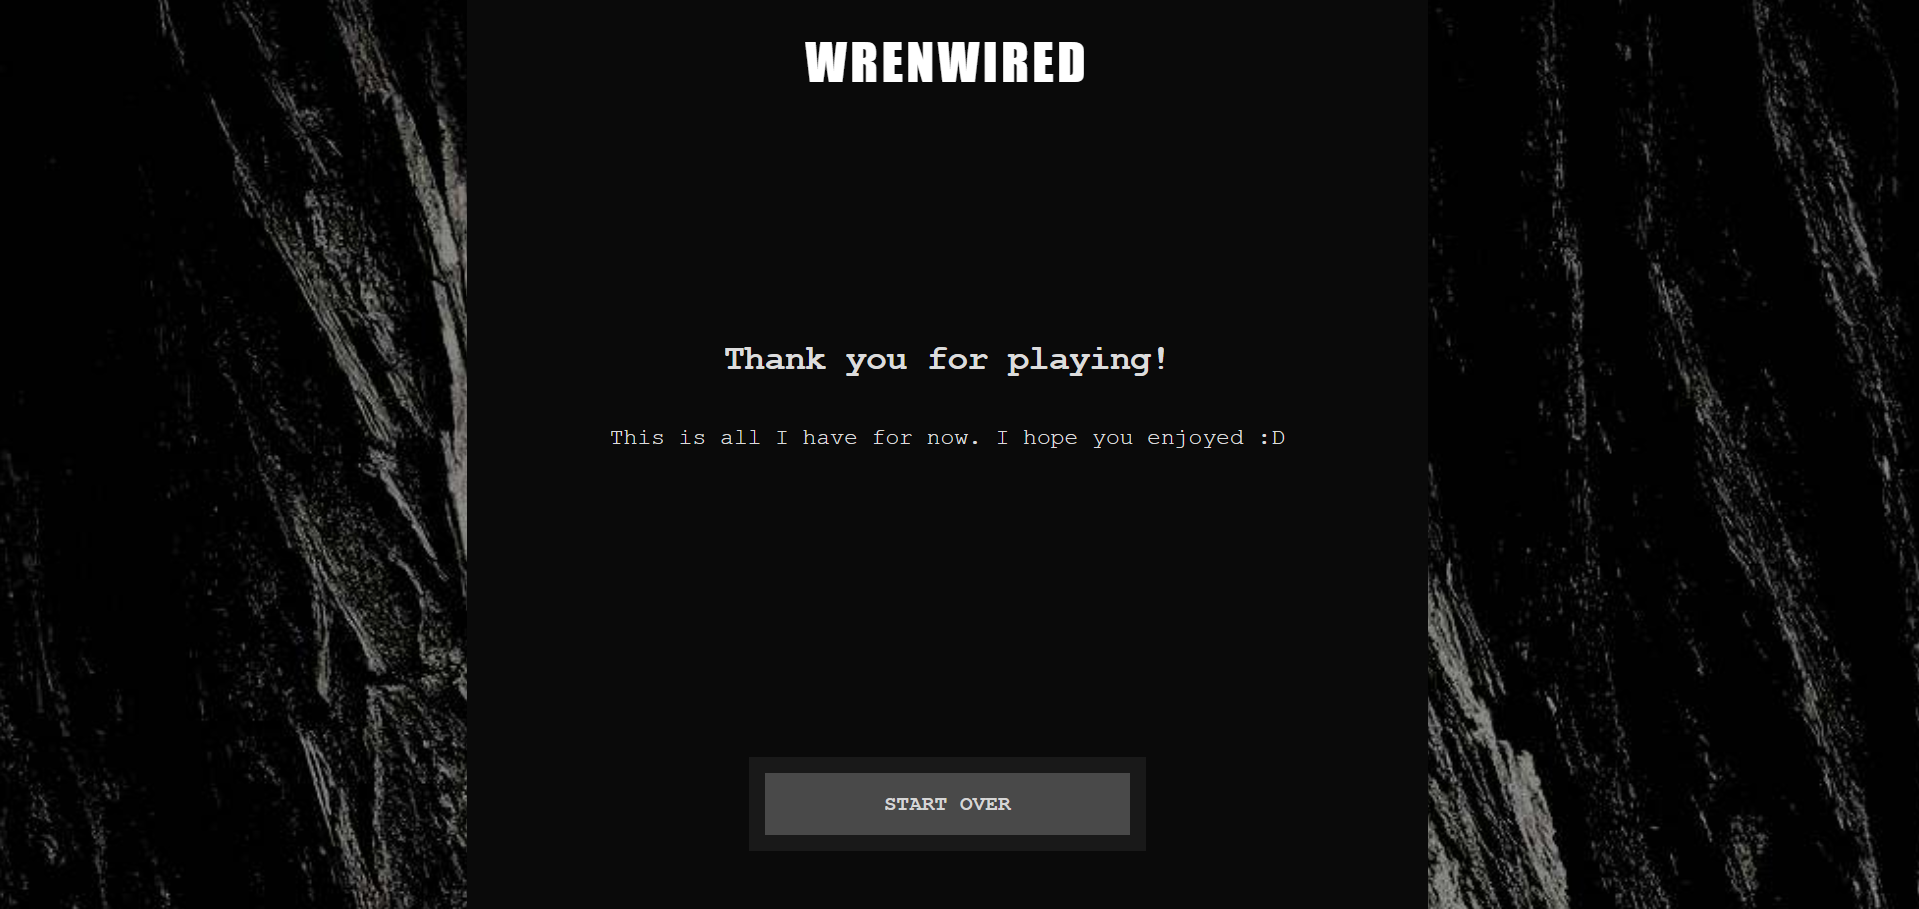 WRENWIRED
Thank you for playing!
This is all I have for now. I hope you enjoyed :D
START OVER